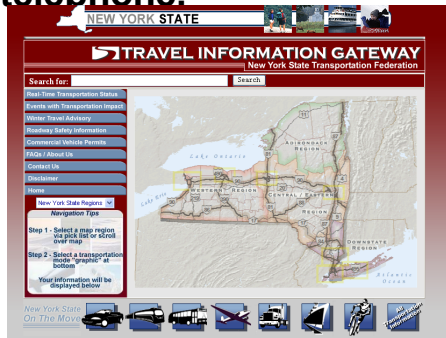 telephone.
NEW YORK STATE
TRAVEL INFORMATION GATEWAY
New York State Transportation Federation
Search for:
Search
Real-Time Transportation Status
Events with Transportation Impact
Winter Travel Advisory
Roadway Safety Information
Commercial Vehicle Permits
FAQs / About Us
Contact Us
Disclaimer
Home
New York State Regions
Navigation Tips
Step 1 - Select a map region
via pick list or scroll
over map
Step 2 - Select a transportation
mode "graphic" at
bottom
Your information will be
displayed below
Lake Ontario
ADIRONDACK
REGION
WESTERN REGION
CENTRAL / EASTERN
REGION
Lake Erie
DOWNSTATE
REGION
Atlantic
Ocean
New York State
On The Move
All
Transportation
Information